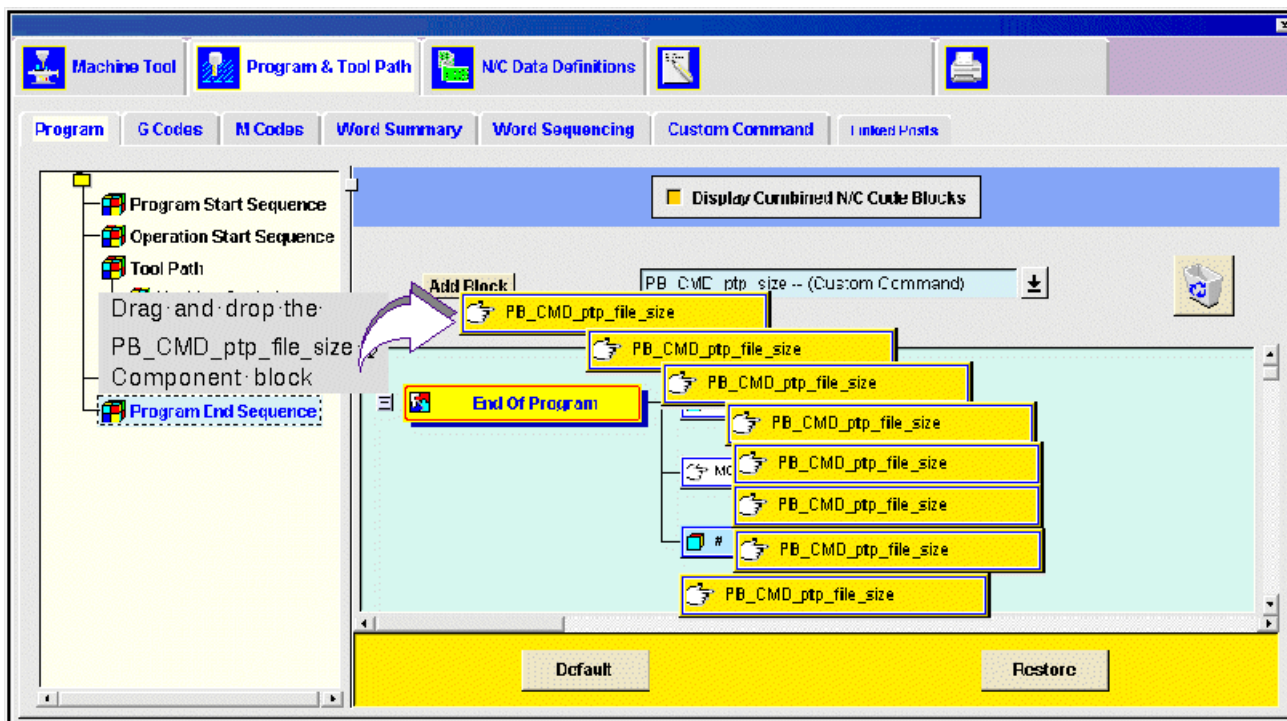 Machine Tool
Program & Tool Path
N/C Data Definitions
Program
G Codes
M Codes
Word Summary
Word Sequencing
Custom Command
Linked Posts
Display Combined N/C Code Blocks
Program Start Sequence
Operation Start Sequence
Tool Path
Program End Sequence
Drag and drop the
PB_CMD_ptp_file_size
Component block
Add Block
PB_CMD_ptp_size -- (Custom Command)
PB_CMD_ptp_file_size
PB_CMD_ptp_file_size
PB_CMD_ptp_file_size
End Of Program
PB_CMD_ptp_file_size
MO
PB_CMD_ptp_file_size
PB_CMD_ptp_file_size
#
PB_CMD_ptp_file_size
PB_CMD_ptp_file_size
Default
Restore